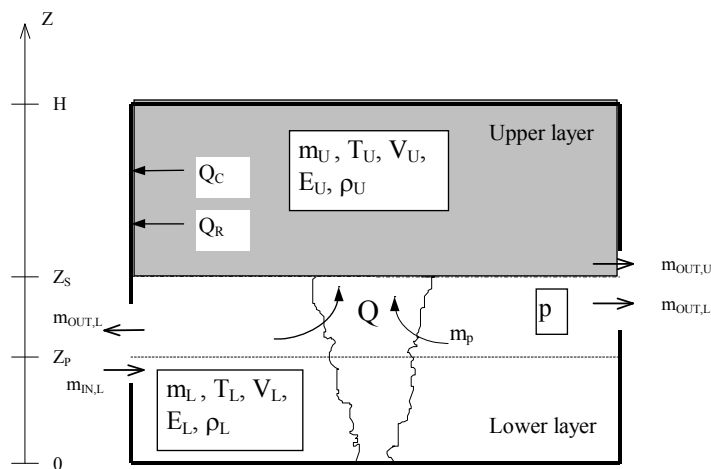 Z
H
Upper layer
m_U , T_U, V_U,
E_U, ρ_U
Q_C
Q_R
m_OUT,U
Z_S
m_OUT,L
Q
p
m_OUT,L
m_p
Z_P
m_IN,L
m_L , T_L, V_L,
E_L, ρ_L
Lower layer
0